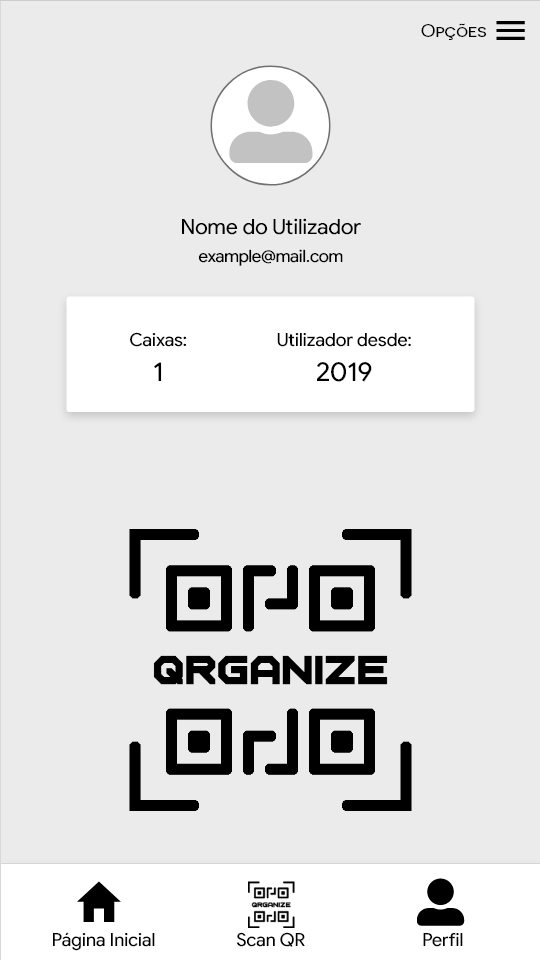 Opções
Nome do Utilizador
example@mail.com
Caixas:
1
Utilizador desde:
2019
QRGANIZE
QRGANIZE
Página Inicial
Scan QR
Perfil